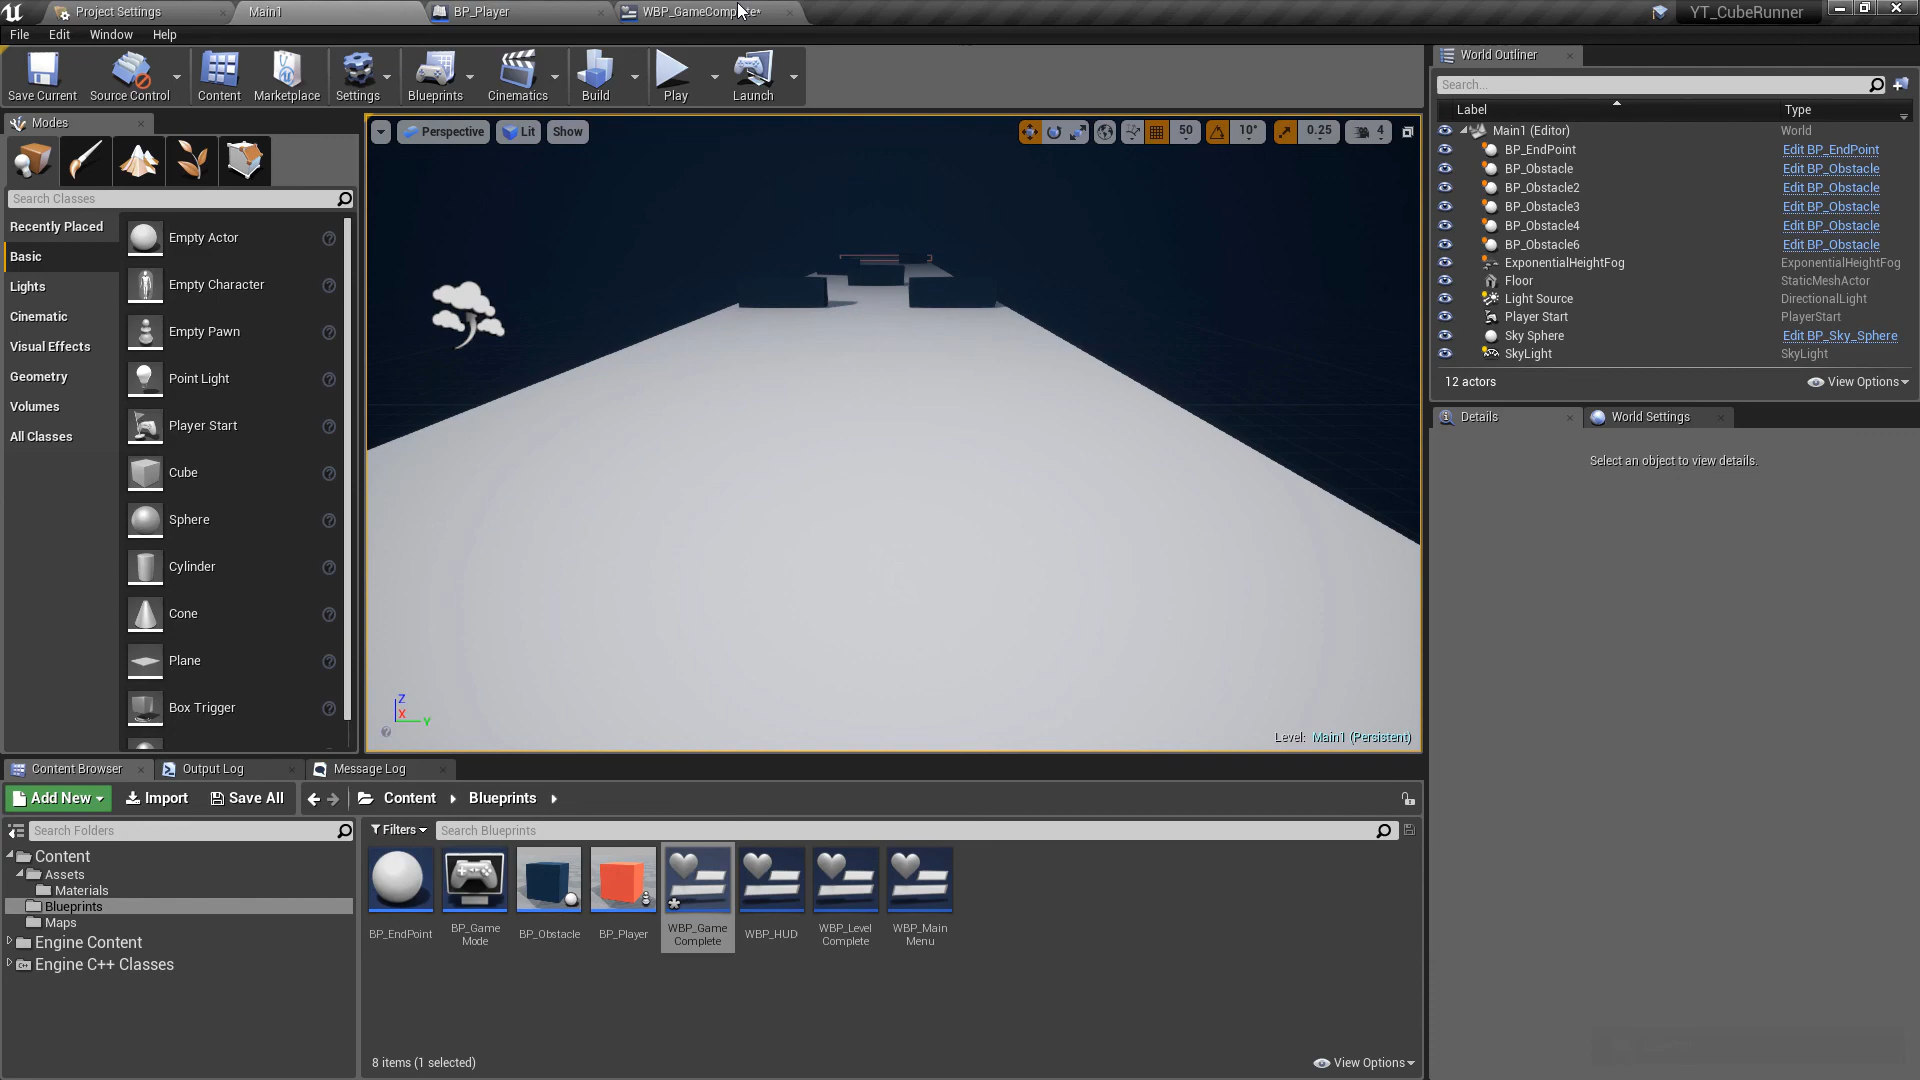 Project Settings
Main1
BP_Player
WBP_GameComplete*
YT_CubeRunner
File
Edit
Window
Help
Save Current
Source Control
Content
Marketplace
Settings
Blueprints
Cinematics
Build
Play
Launch
Modes
Search Classes
Recently Placed
Basic
Lights
Cinematic
Visual Effects
Geometry
Volumes
All Classes
Empty Actor
Empty Character
Empty Pawn
Point Light
Player Start
Cube
Sphere
Cylinder
Cone
Plane
Box Trigger
Perspective
Lit
Show
50
10°
0.25
4
Z
X
Y
Level: Main1 (Persistent)
World Outliner
Search...
Label
Type
Main1 (Editor) World
BP_EndPoint Edit BP_EndPoint
BP_Obstacle Edit BP_Obstacle
BP_Obstacle2 Edit BP_Obstacle
BP_Obstacle3 Edit BP_Obstacle
BP_Obstacle4 Edit BP_Obstacle
BP_Obstacle6 Edit BP_Obstacle
ExponentialHeightFog ExponentialHeightFog
Floor StaticMeshActor
Light Source DirectionalLight
Player Start PlayerStart
Sky Sphere Edit BP_Sky_Sphere
SkyLight SkyLight
12 actors
View Options
Details
World Settings
Select an object to view details.
Content Browser
Output Log
Message Log
Add New
Import
Save All
Content
Blueprints
Search Folders
Filters
Search Blueprints
Content
Assets
Materials
Blueprints
Maps
Engine Content
Engine C++ Classes
BP_EndPoint
BP_Game
Mode
BP_Obstacle
BP_Player
WBP_Game
Complete
WBP_HUD
WBP_Level
Complete
WBP_Main
Menu
8 items (1 selected)
View Options